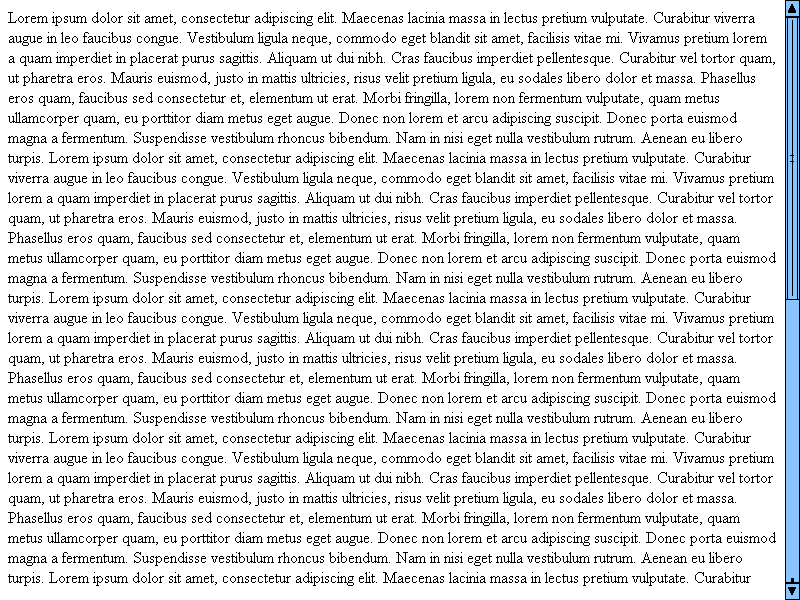 Lorem ipsum dolor sit amet, consectetur adipiscing elit. Maecenas lacinia massa in lectus pretium vulputate. Curabitur viverra
augue in leo faucibus congue. Vestibulum ligula neque, commodo eget blandit sit amet, facilisis vitae mi. Vivamus pretium lorem
a quam imperdiet in placerat purus sagittis. Aliquam ut dui nibh. Cras faucibus imperdiet pellentesque. Curabitur vel tortor quam,
ut pharetra eros. Mauris euismod, justo in mattis ultricies, risus velit pretium ligula, eu sodales libero dolor et massa. Phasellus
eros quam, faucibus sed consectetur et, elementum ut erat. Morbi fringilla, lorem non fermentum vulputate, quam metus
ullamcorper quam, eu porttitor diam metus eget augue. Donec non lorem et arcu adipiscing suscipit. Donec porta euismod
magna a fermentum. Suspendisse vestibulum rhoncus bibendum. Nam in nisi eget nulla vestibulum rutrum. Aenean eu libero
turpis. Lorem ipsum dolor sit amet, consectetur adipiscing elit. Maecenas lacinia massa in lectus pretium vulputate. Curabitur
viverra augue in leo faucibus congue. Vestibulum ligula neque, commodo eget blandit sit amet, facilisis vitae mi. Vivamus pretium
lorem a quam imperdiet in placerat purus sagittis. Aliquam ut dui nibh. Cras faucibus imperdiet pellentesque. Curabitur vel tortor
quam, ut pharetra eros. Mauris euismod, justo in mattis ultricies, risus velit pretium ligula, eu sodales libero dolor et massa.
Phasellus eros quam, faucibus sed consectetur et, elementum ut erat. Morbi fringilla, lorem non fermentum vulputate, quam
metus ullamcorper quam, eu porttitor diam metus eget augue. Donec non lorem et arcu adipiscing suscipit. Donec porta euismod
magna a fermentum. Suspendisse vestibulum rhoncus bibendum. Nam in nisi eget nulla vestibulum rutrum. Aenean eu libero
turpis. Lorem ipsum dolor sit amet, consectetur adipiscing elit. Maecenas lacinia massa in lectus pretium vulputate. Curabitur
viverra augue in leo faucibus congue. Vestibulum ligula neque, commodo eget blandit sit amet, facilisis vitae mi. Vivamus pretium
lorem a quam imperdiet in placerat purus sagittis. Aliquam ut dui nibh. Cras faucibus imperdiet pellentesque. Curabitur vel tortor
quam, ut pharetra eros. Mauris euismod, justo in mattis ultricies, risus velit pretium ligula, eu sodales libero dolor et massa.
Phasellus eros quam, faucibus sed consectetur et, elementum ut erat. Morbi fringilla, lorem non fermentum vulputate, quam
metus ullamcorper quam, eu porttitor diam metus eget augue. Donec non lorem et arcu adipiscing suscipit. Donec porta euismod
magna a fermentum. Suspendisse vestibulum rhoncus bibendum. Nam in nisi eget nulla vestibulum rutrum. Aenean eu libero
turpis. Lorem ipsum dolor sit amet, consectetur adipiscing elit. Maecenas lacinia massa in lectus pretium vulputate. Curabitur
viverra augue in leo faucibus congue. Vestibulum ligula neque, commodo eget blandit sit amet, facilisis vitae mi. Vivamus pretium
lorem a quam imperdiet in placerat purus sagittis. Aliquam ut dui nibh. Cras faucibus imperdiet pellentesque. Curabitur vel tortor
quam, ut pharetra eros. Mauris euismod, justo in mattis ultricies, risus velit pretium ligula, eu sodales libero dolor et massa.
Phasellus eros quam, faucibus sed consectetur et, elementum ut erat. Morbi fringilla, lorem non fermentum vulputate, quam
metus ullamcorper quam, eu porttitor diam metus eget augue. Donec non lorem et arcu adipiscing suscipit. Donec porta euismod
magna a fermentum. Suspendisse vestibulum rhoncus bibendum. Nam in nisi eget nulla vestibulum rutrum. Aenean eu libero
turpis. Lorem ipsum dolor sit amet, consectetur adipiscing elit. Maecenas lacinia massa in lectus pretium vulputate. Curabitur